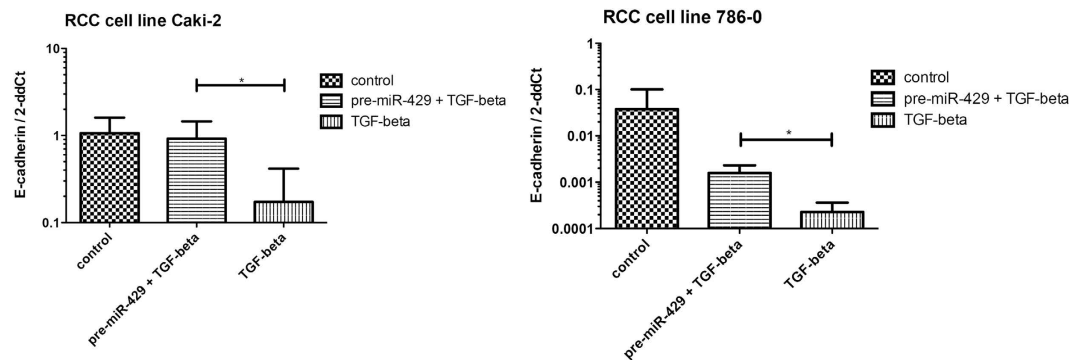 RCC cell line Caki-2
E-cadherin / 2-ddCt
10
1
0.1
*
control
pre-miR-429 + TGF-beta
TGF-beta
control
pre-miR-429 + TGF-beta
TGF-beta
RCC cell line 786-0
E-cadherin / 2-ddCt
1
0.1
0.01
0.001
0.0001
*
control
pre-miR-429 + TGF-beta
TGF-beta
control
pre-miR-429 + TGF-beta
TGF-beta